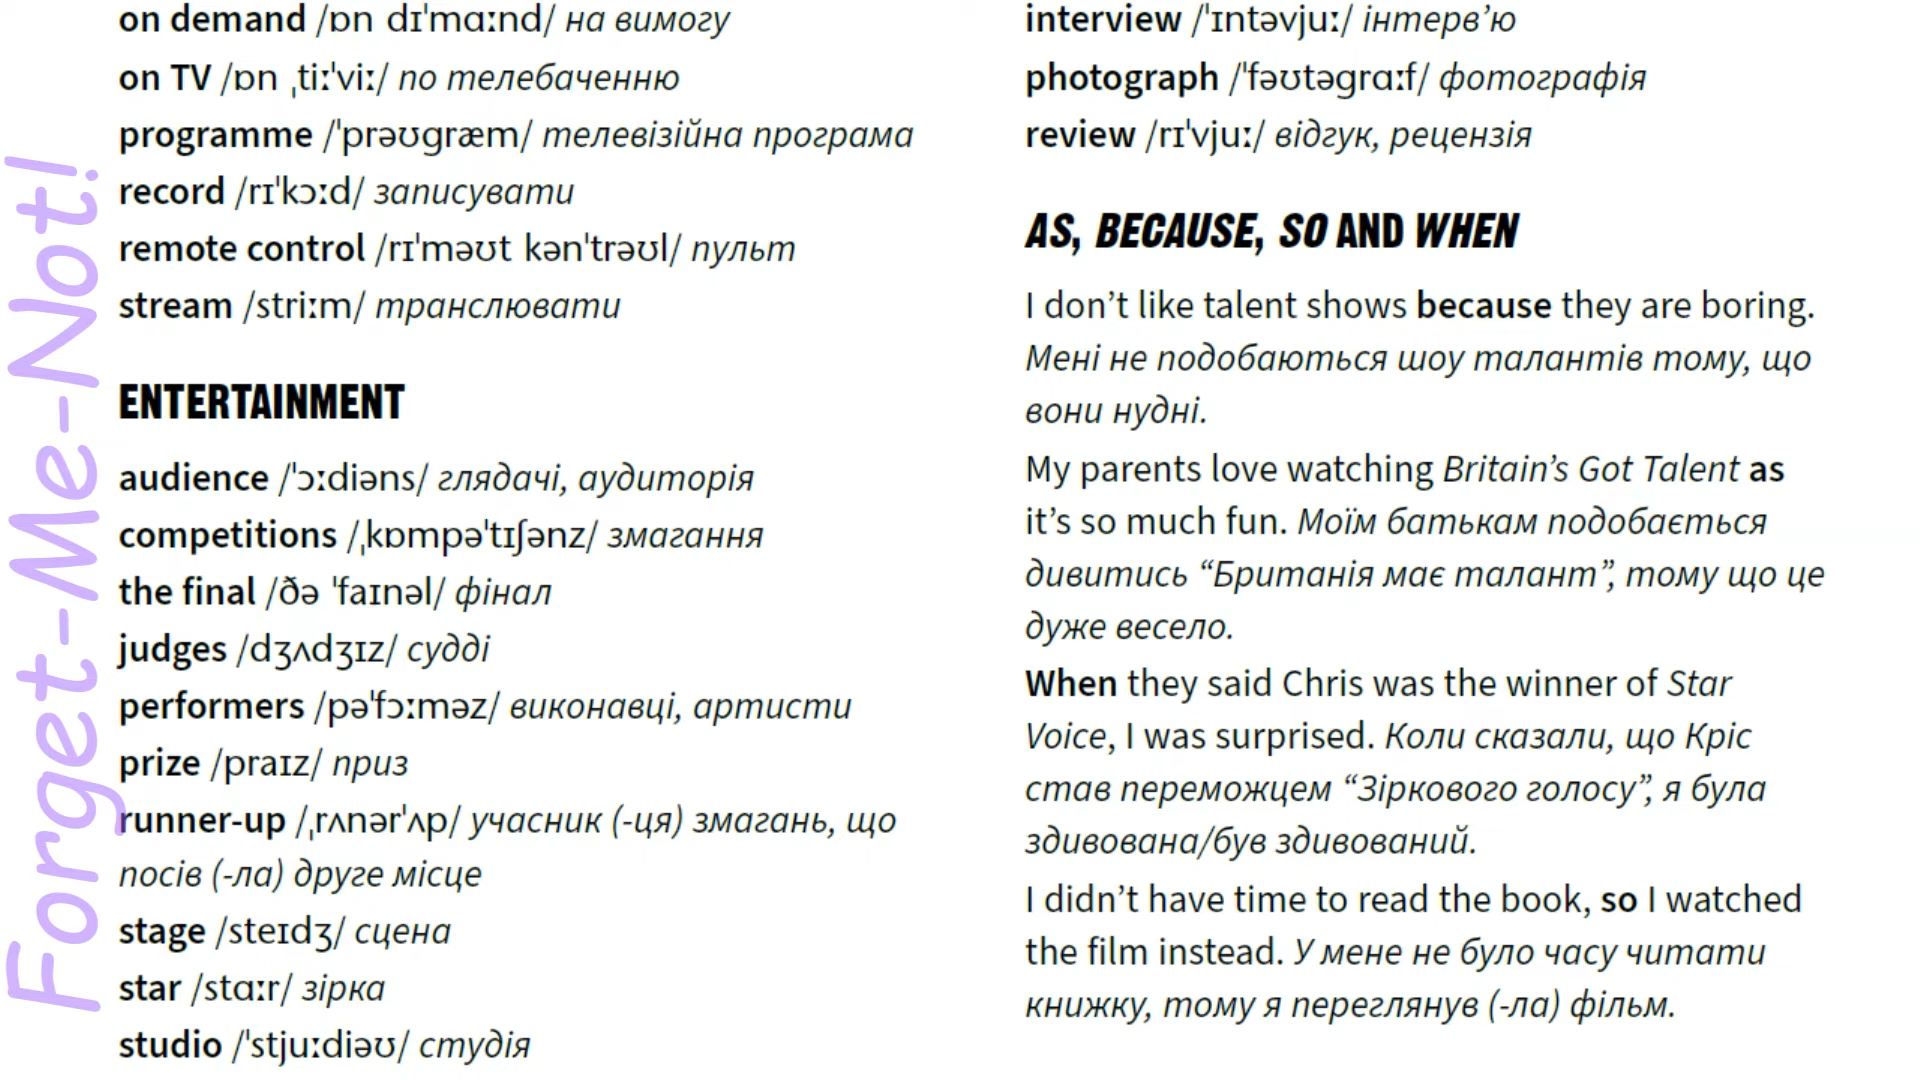 Forget-Me-Not!
on demand /ɒn dɪˈmɑːnd/ на вимогу
on TV /ɒn ˌtiːˈviː/ по телебаченню
programme /ˈprəʊɡræm/ телевізійна програма
record /rɪˈkɔːd/ записувати
remote control /rɪˈməʊt kənˈtrəʊl/ пульт
stream /striːm/ транслювати
ENTERTAINMENT
audience /ˈɔːdiəns/ глядачі, аудиторія
competitions /ˌkɒmpəˈtɪʃənz/ змагання
the final /ðə ˈfaɪnəl/ фінал
judges /dʒʌdʒɪz/ судді
performers /pəˈfɔːməz/ виконавці, артисти
prize /praɪz/ приз
runner-up /ˌrʌnərˈʌp/ учасник (-ця) змагань, що
посів (-ла) друге місце
stage /steɪdʒ/ сцена
star /stɑːr/ зірка
studio /ˈstjuːdiəʊ/ студія
interview /ˈɪntəvjuː/ інтерв’ю
photograph /ˈfəʊtəɡrɑːf/ фотографія
review /rɪˈvjuː/ відгук, рецензія
AS, BECAUSE, SO AND WHEN
I don’t like talent shows because they are boring.
Мені не подобаються шоу талантів тому, що
вони нудні.
My parents love watching Britain’s Got Talent as
it’s so much fun. Моїм батькам подобається
дивитись “Британія має талант”, тому що це
дуже весело.
When they said Chris was the winner of Star
Voice, I was surprised. Коли сказали, що Кріс
став переможцем “Зіркового голосу”, я була
здивована/був здивований.
I didn’t have time to read the book, so I watched
the film instead. У мене не було часу читати
книжку, тому я переглянув (-ла) фільм.